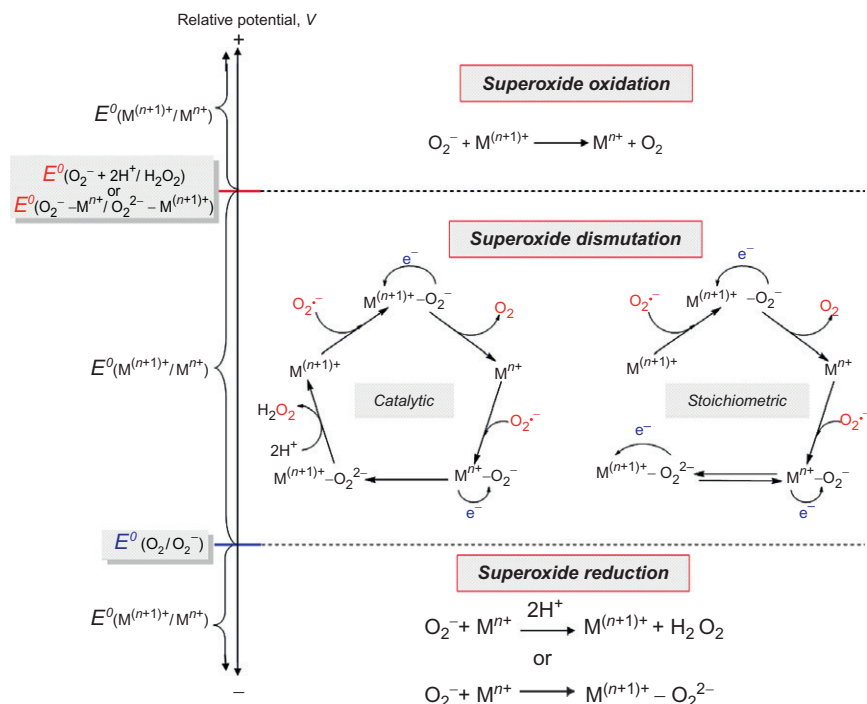 Relative potential, V
+
E⁰(M⁽ⁿ⁺¹⁾⁺/Mⁿ⁺)
Superoxide oxidation
O₂⁻ + M⁽ⁿ⁺¹⁾⁺ ⟶ Mⁿ⁺ + O₂
E⁰(O₂⁻ + 2H⁺/H₂O₂)
or
E⁰(O₂⁻ –Mⁿ⁺/O₂²⁻ – M⁽ⁿ⁺¹⁾⁺)
Superoxide dismutation
E⁰(M⁽ⁿ⁺¹⁾⁺/Mⁿ⁺)
e⁻
M⁽ⁿ⁺¹⁾⁺ –O₂⁻
O₂•⁻
O₂
M⁽ⁿ⁺¹⁾⁺
Mⁿ⁺
Catalytic
H₂O₂
2H⁺
O₂•⁻
M⁽ⁿ⁺¹⁾⁺ –O₂²⁻
Mⁿ⁺ –O₂⁻
e⁻
e⁻
M⁽ⁿ⁺¹⁾⁺ –O₂⁻
O₂•⁻
O₂
M⁽ⁿ⁺¹⁾⁺
Mⁿ⁺
Stoichiometric
O₂•⁻
e⁻
M⁽ⁿ⁺¹⁾⁺ – O₂²⁻
Mⁿ⁺ –O₂⁻
e⁻
E⁰ (O₂/O₂⁻)
Superoxide reduction
E⁰(M⁽ⁿ⁺¹⁾⁺/Mⁿ⁺)
2H⁺
O₂⁻ + Mⁿ⁺ ⟶ M⁽ⁿ⁺¹⁾⁺ + H₂ O₂
or
O₂⁻ + Mⁿ⁺ ⟶ M⁽ⁿ⁺¹⁾⁺ – O₂²⁻
–